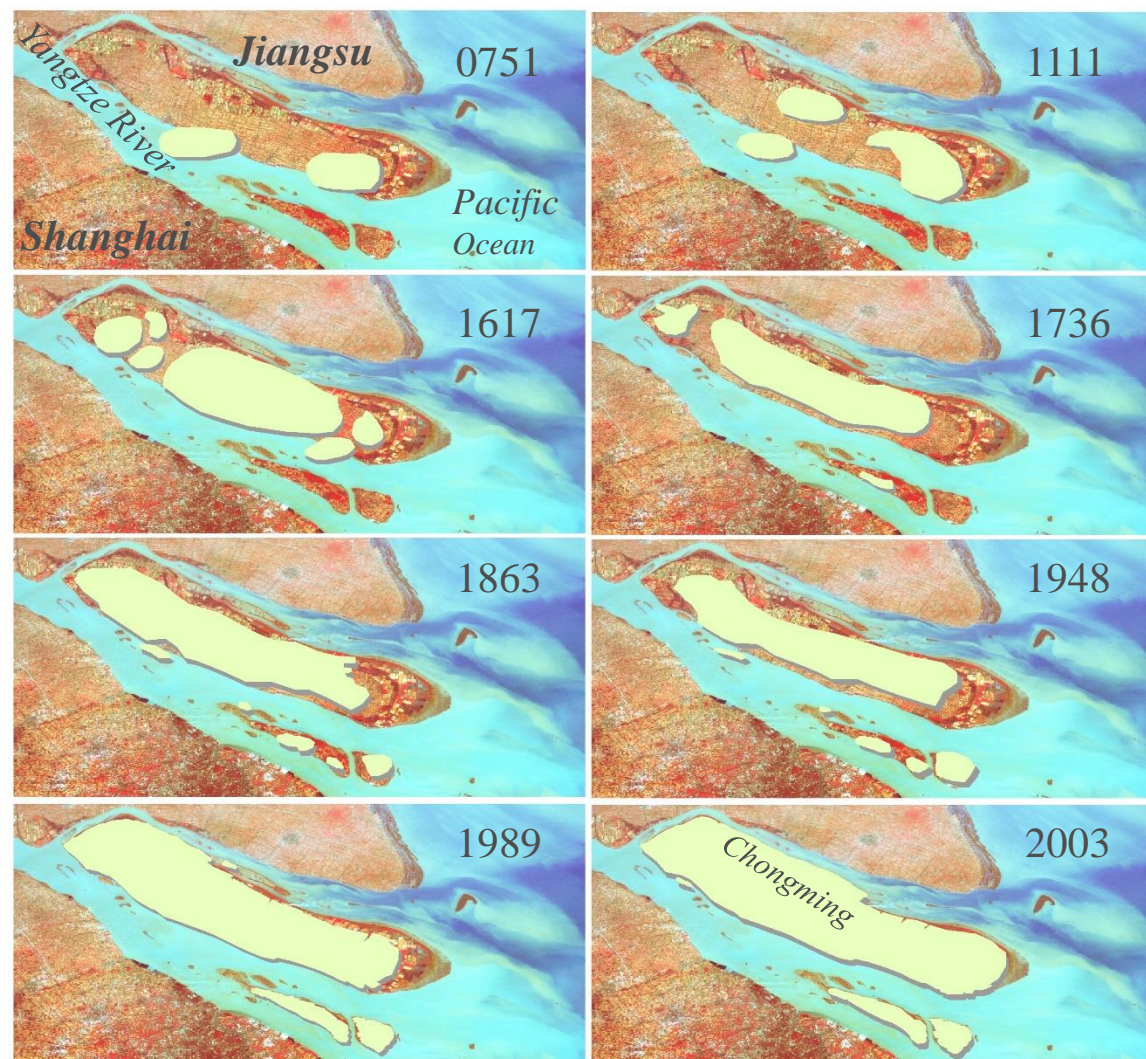 Yangtze River
Jiangsu
0751
Shanghai
Pacific
Ocean
1111
1617
1736
1863
1948
1989
Chongming
2003